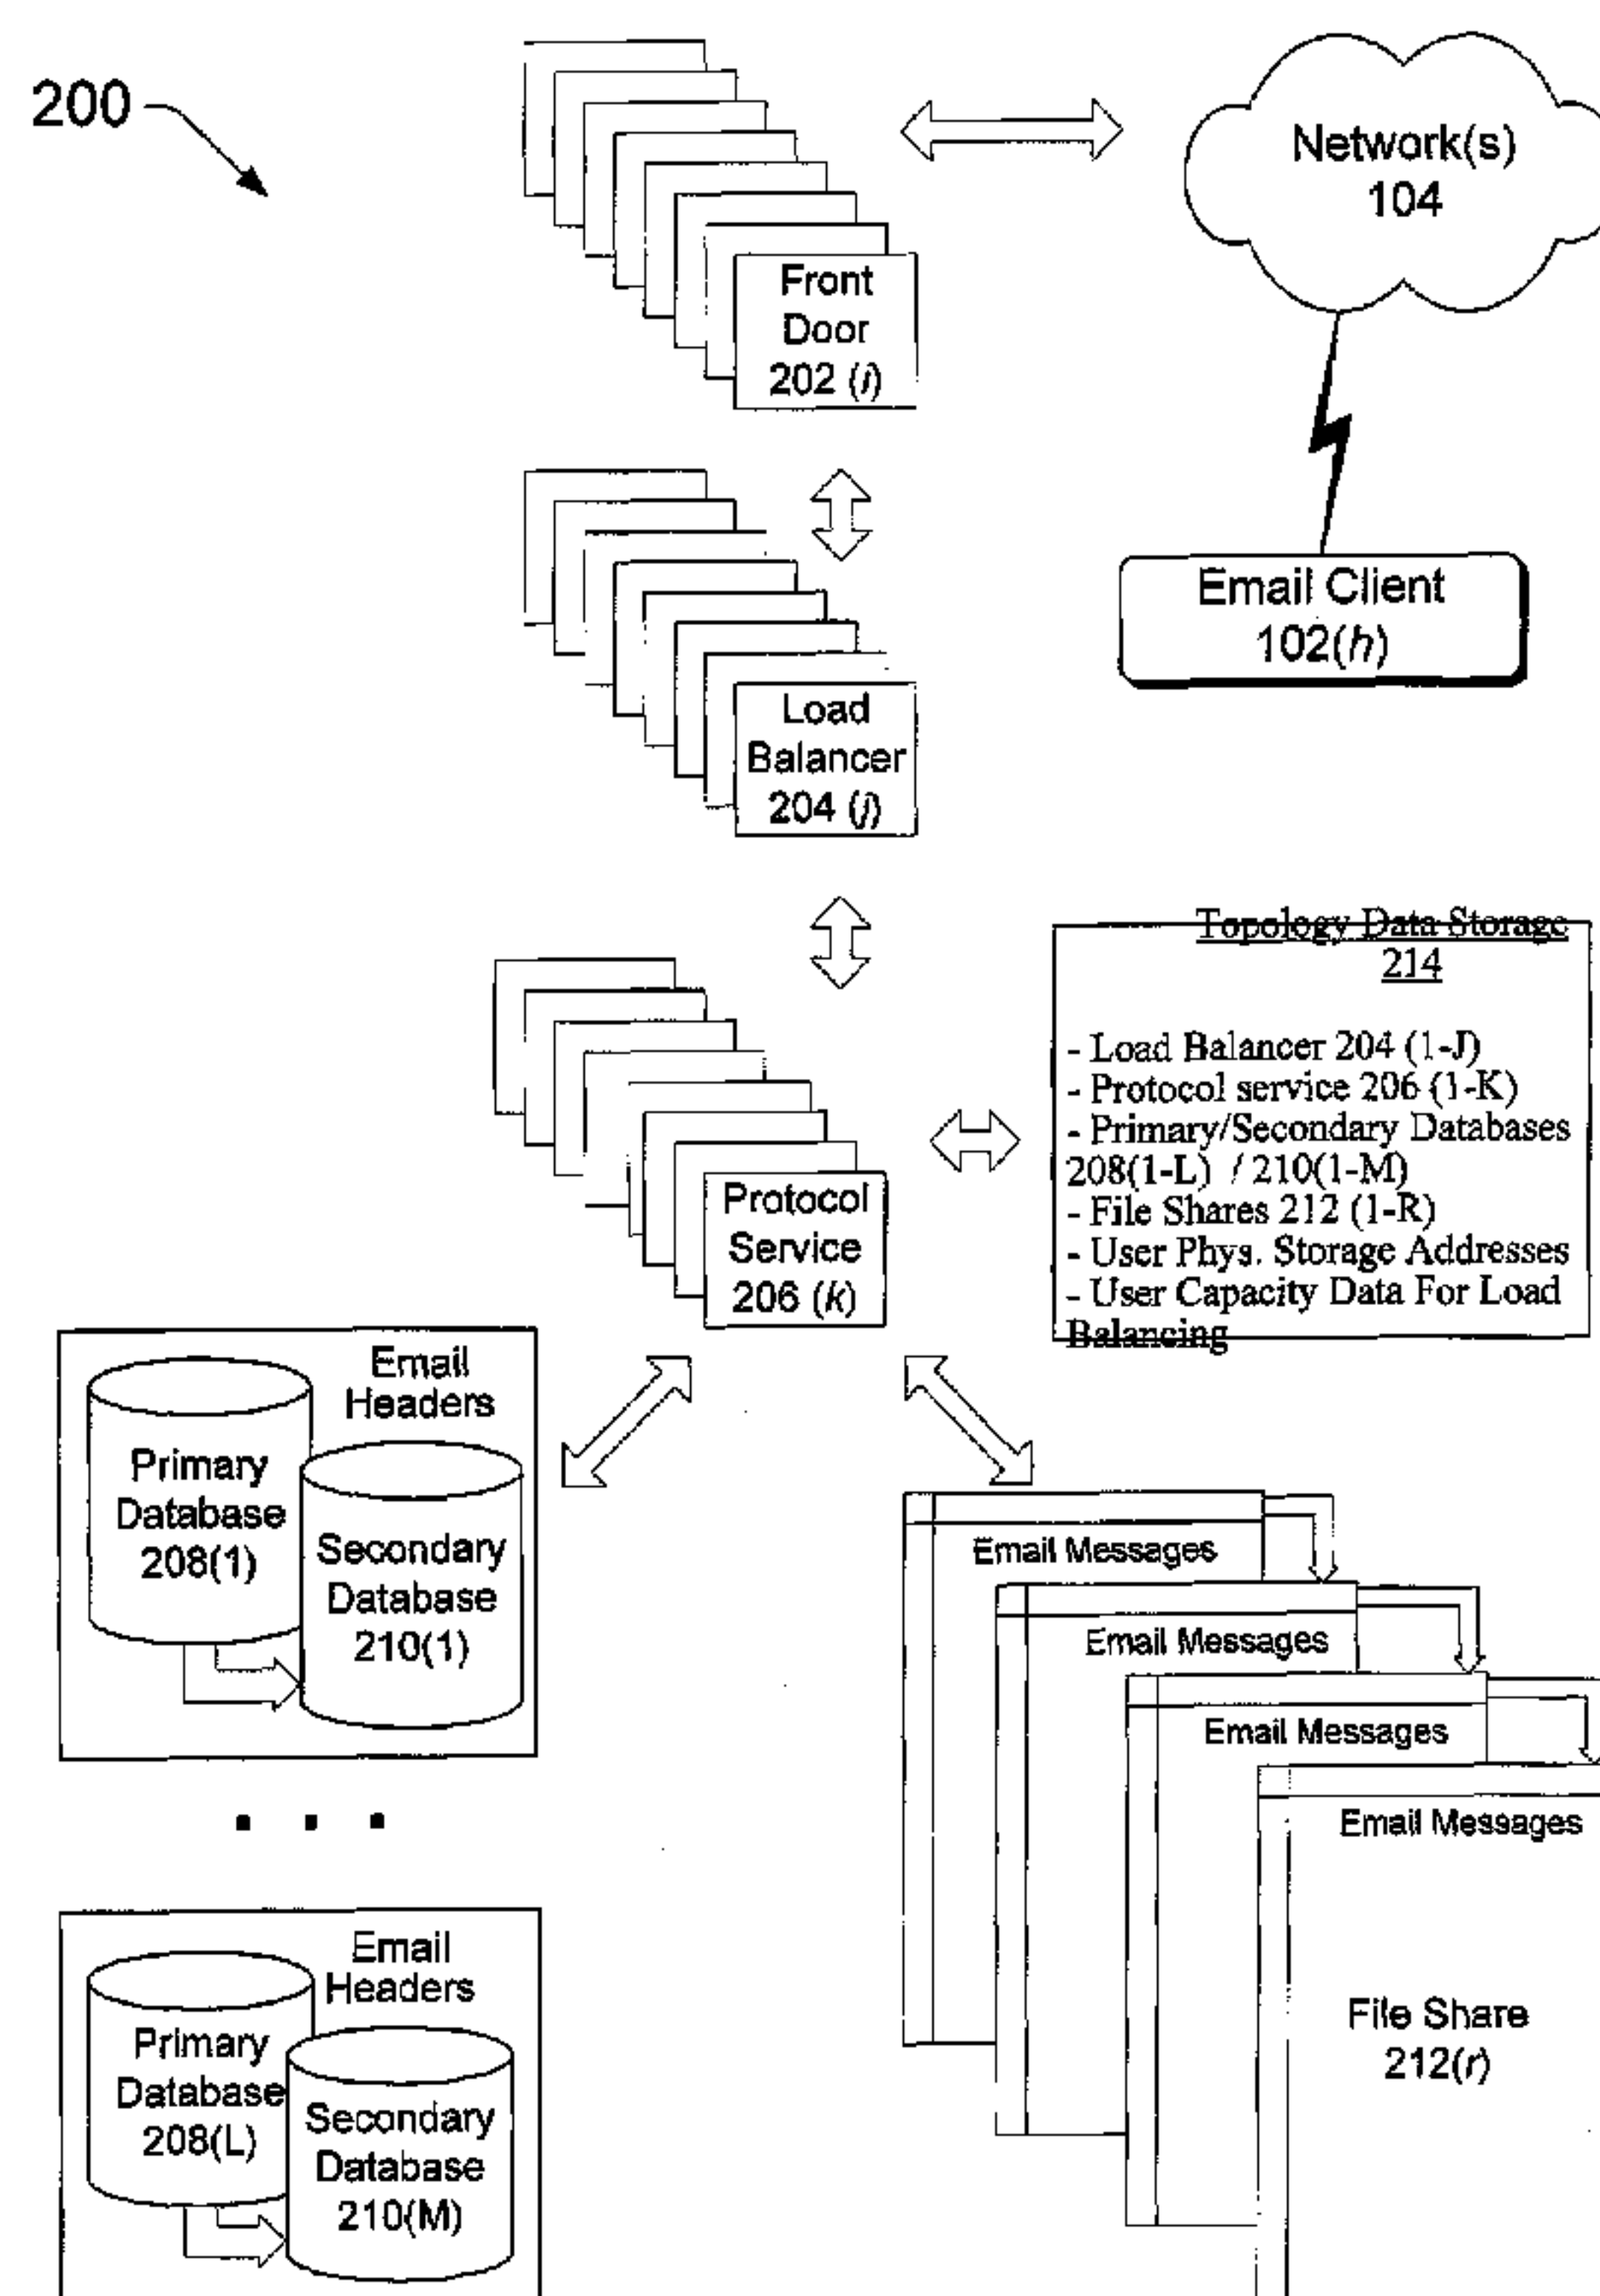 200
Network(s)
104
Front
Door
202 (i)
Email Client
102(h)
Load
Balancer
204 (j)
Topology Data Storage
214
- Load Balancer 204 (1-J)
- Protocol service 206 (1-K)
- Primary/Secondary Databases
208(1-L) / 210(1-M)
- File Shares 212 (1-R)
- User Phys. Storage Addresses
- User Capacity Data For Load
Balancing
Protocol
Service
206 (k)
Email
Headers
Primary
Database
208(1)
Secondary
Database
210(1)
Email Messages
Email Messages
Email Messages
Email Messages
File Share
212(r)
Email
Headers
Primary
Database
208(L)
Secondary
Database
210(M)